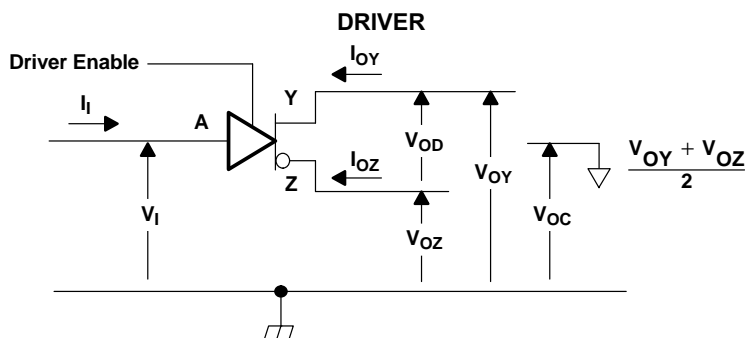 DRIVER
Driver Enable
I_OY
I_I
A
Y
V_OD
V_OY
V_OY + V_OZ
2
I_OZ
Z
V_I
V_OZ
V_OC